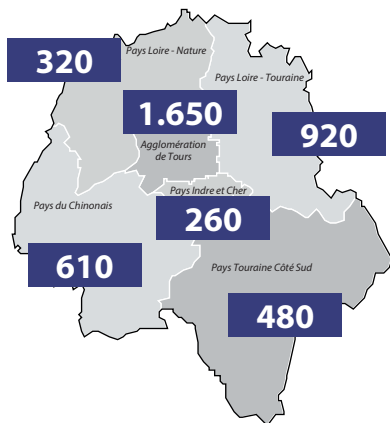 Pays Loire - Nature
320
Pays Loire - Touraine
1.650
920
Agglomération
de Tours
Pays Indre et Cher
260
Pays du Chinonais
610
Pays Touraine Côté Sud
480